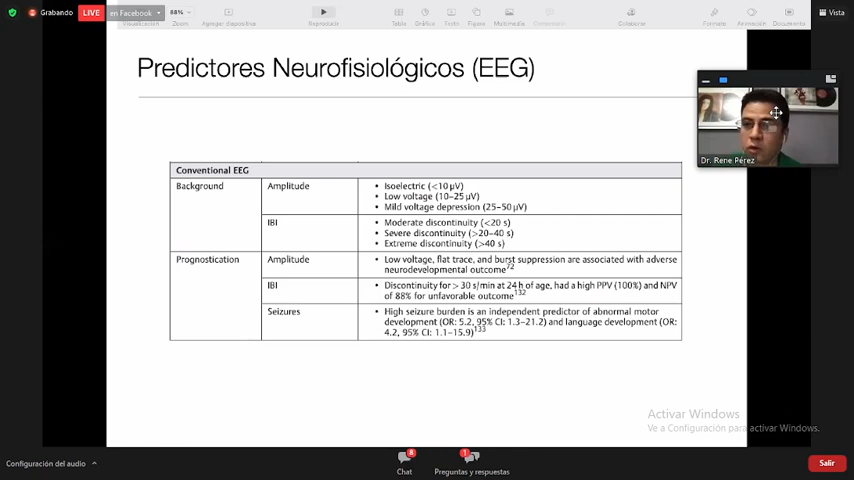 Grabando
LIVE
en Facebook
Vista
88%
Visualización
Zoom
Agregar diapositiva
Reproducir
Tabla
Gráfica
Texto
Figura
Multimedia
Comentario
Colaborar
Formato
Animación
Documento
Predictores Neurofisiológicos (EEG)
Dr. Rene Pérez
Conventional EEG
Background
Amplitude
• Isoelectric (<10 µV)
• Low voltage (10–25 µV)
• Mild voltage depression (25–50 µV)
IBI
• Moderate discontinuity (<20 s)
• Severe discontinuity (>20–40 s)
• Extreme discontinuity (>40 s)
Prognostication
Amplitude
• Low voltage, flat trace, and burst suppression are associated with adverse
neurodevelopmental outcome72
IBI
• Discontinuity for > 30 s/min at 24 h of age, had a high PPV (100%) and NPV
of 88% for unfavorable outcome132
Seizures
• High seizure burden is an independent predictor of abnormal motor
development (OR: 5.2, 95% CI: 1.3–21.2) and language development (OR:
4.2, 95% CI: 1.1–15.9)133
Activar Windows
Ve a Configuración para activar Windows.
Configuración del audio
8
Chat
1
Preguntas y respuestas
Salir